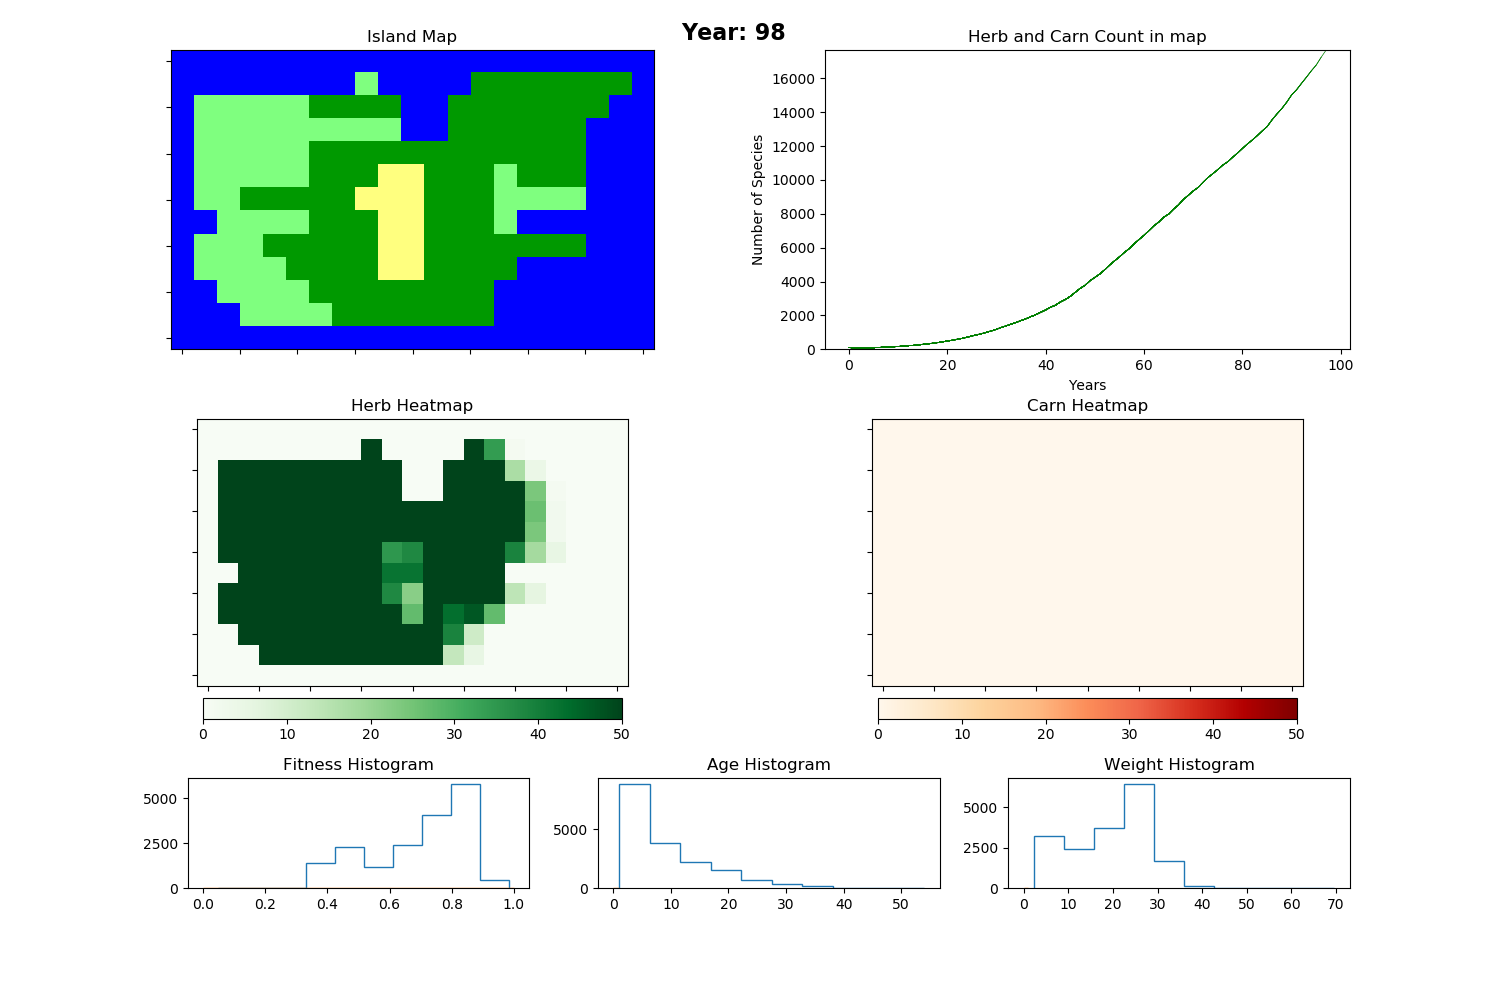 Year: 98
Island Map
Herb and Carn Count in map
16000
14000
12000
10000
8000
6000
4000
2000
0
Number of Species
0 20 40 60 80 100
Years
Herb Heatmap
Carn Heatmap
0 10 20 30 40 50
0 10 20 30 40 50
Fitness Histogram
Age Histogram
Weight Histogram
5000
2500
0
0.0 0.2 0.4 0.6 0.8 1.0
5000
0
0 10 20 30 40 50
5000
2500
0
0 10 20 30 40 50 60 70